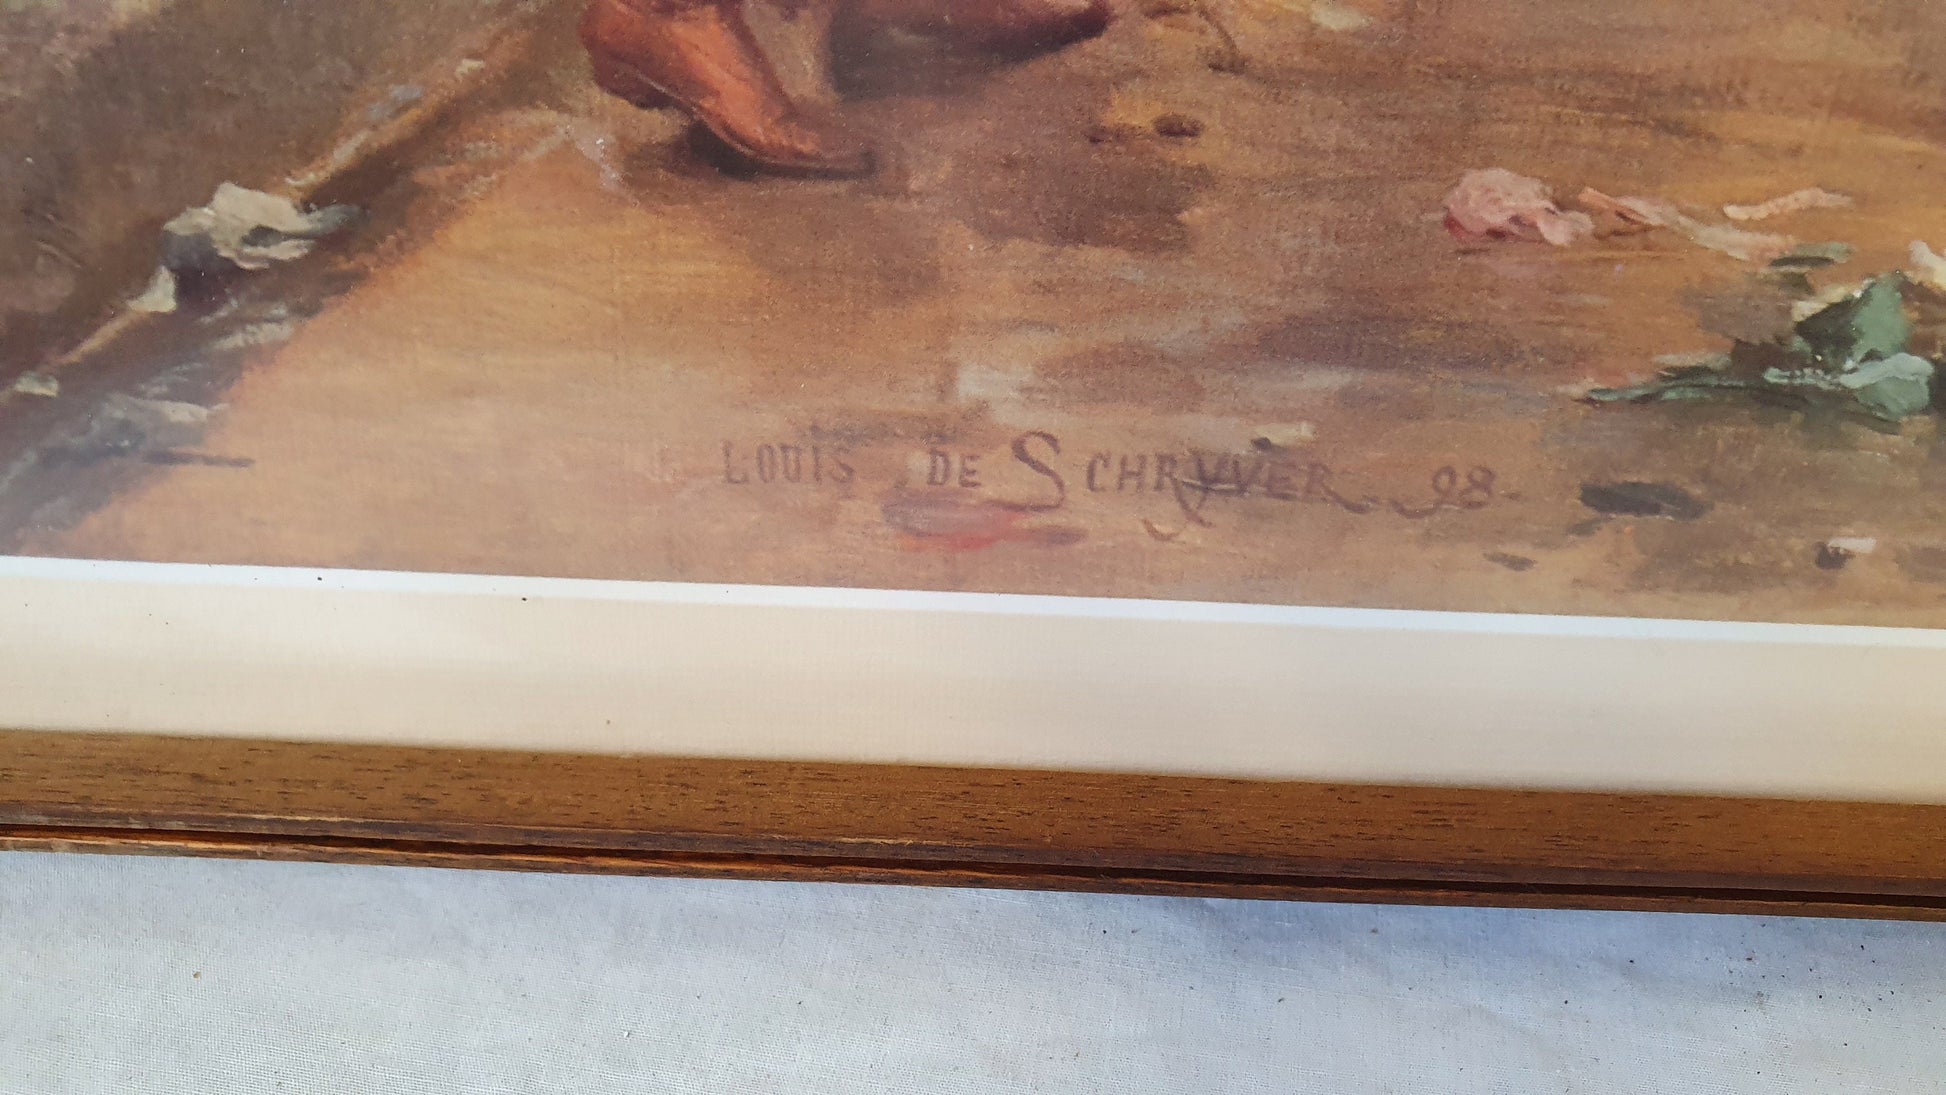 LOUIS DE SCHRYVER. 98-